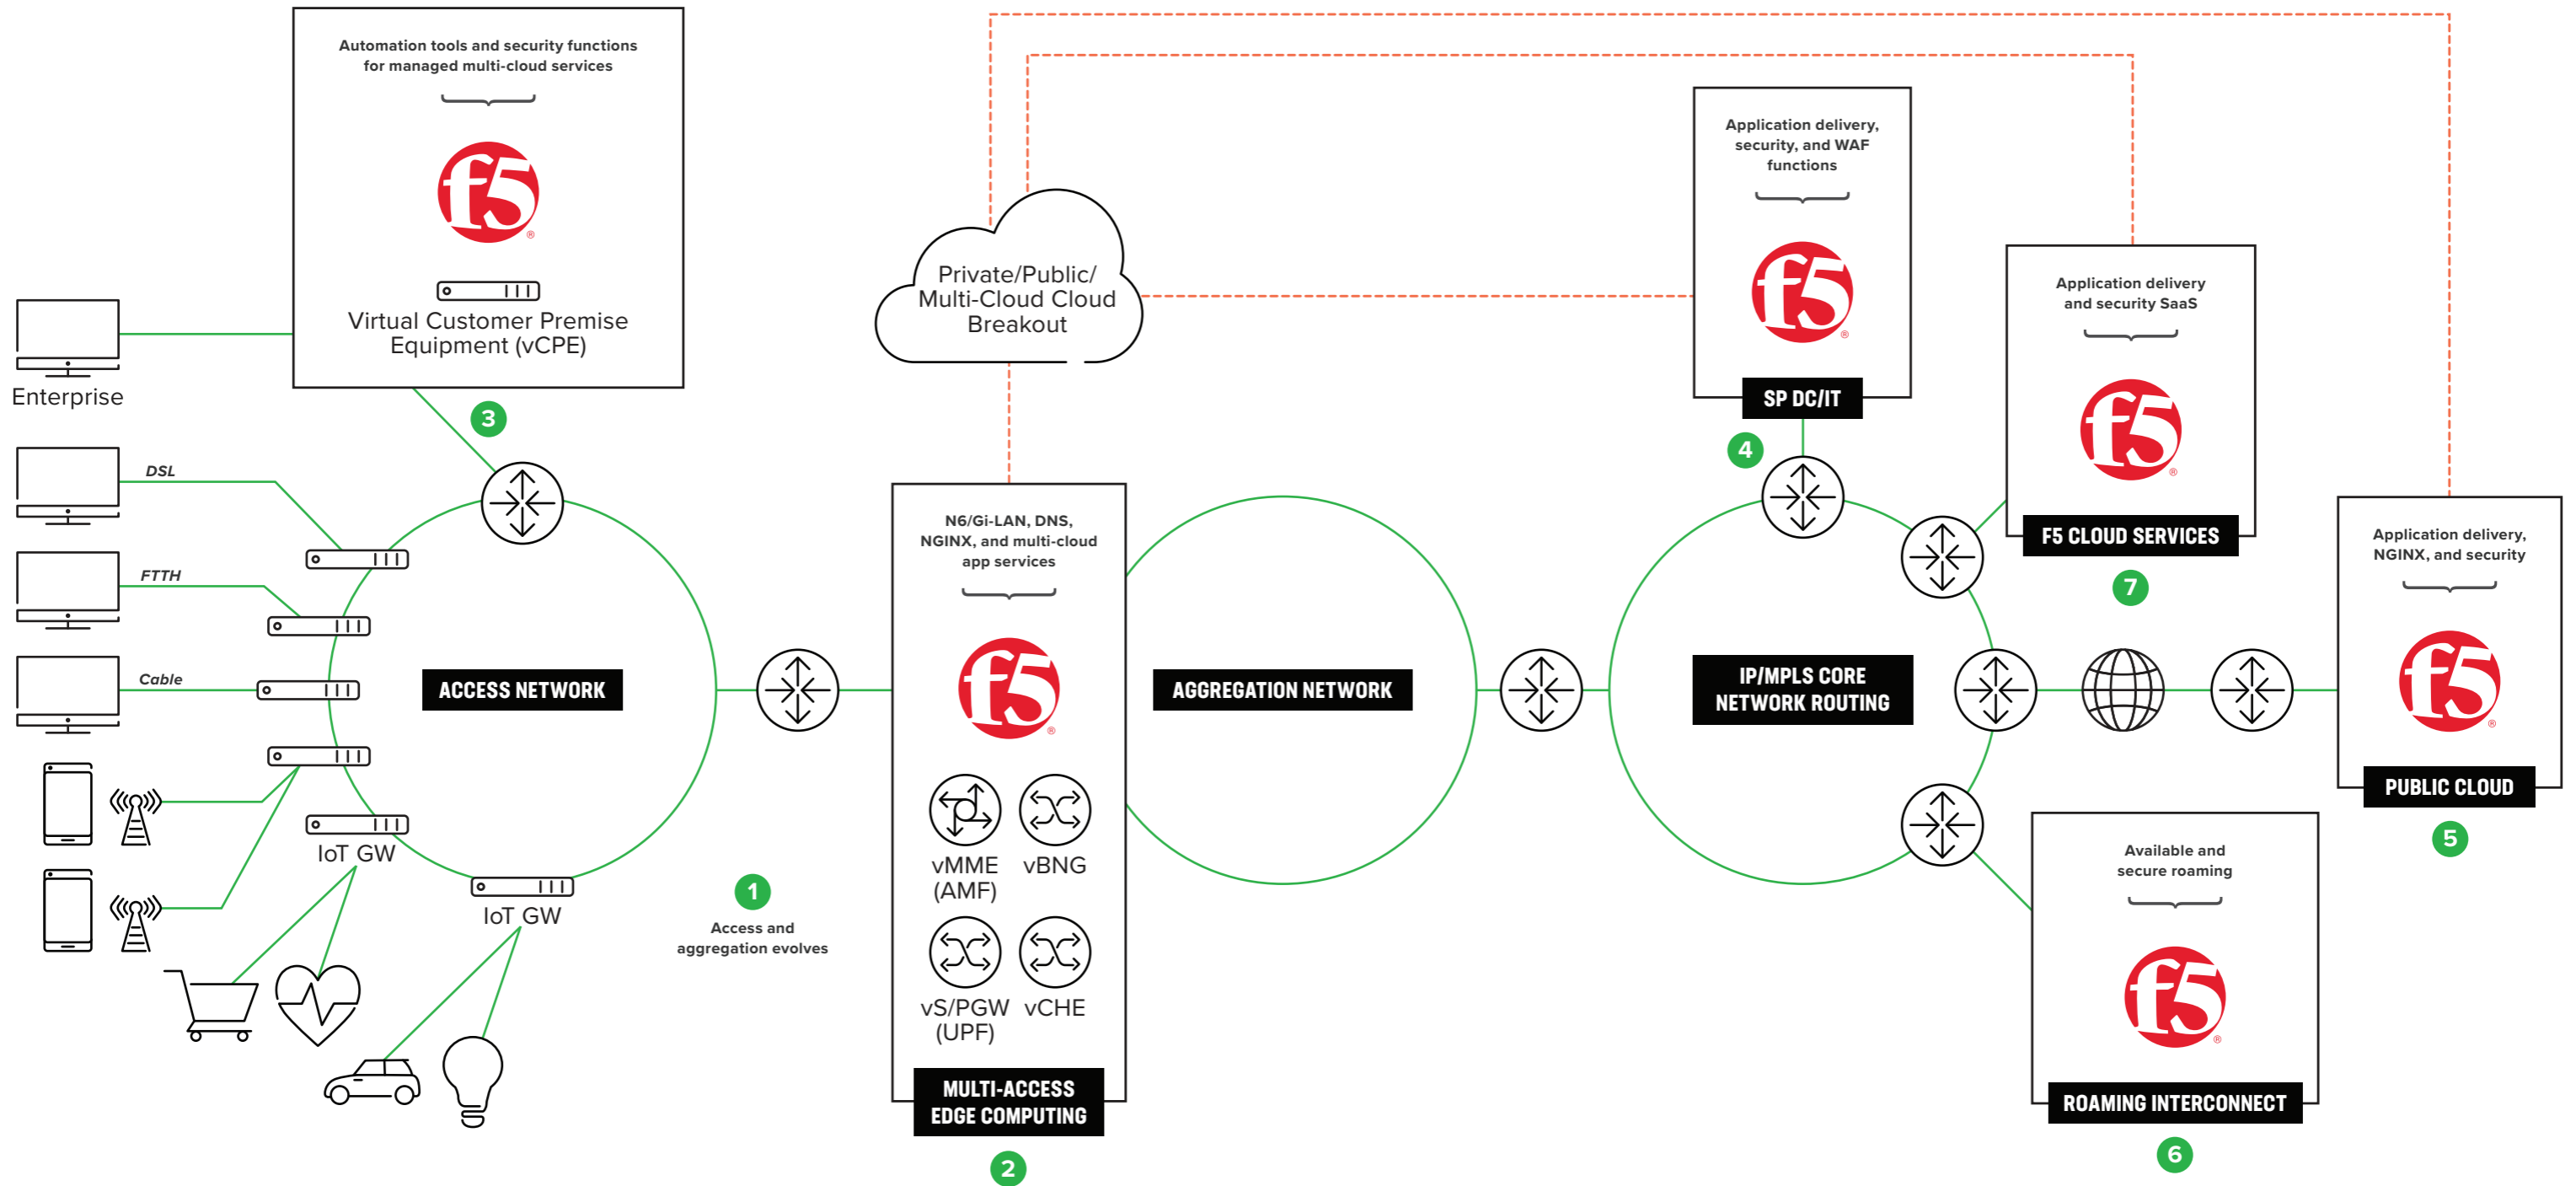 Automation tools and security functions
for managed multi-cloud services
f5®
Virtual Customer Premise
Equipment (vCPE)
3
Enterprise
DSL
FTTH
Cable
IoT GW
IoT GW
ACCESS NETWORK
1
Access and
aggregation evolves
Private/Public/
Multi-Cloud Cloud
Breakout
N6/Gi-LAN, DNS,
NGINX, and multi-cloud
app services
f5®
vMME
(AMF)
vBNG
vS/PGW
(UPF)
vCHE
MULTI-ACCESS
EDGE COMPUTING
2
AGGREGATION NETWORK
Application delivery,
security, and WAF
functions
f5®
SP DC/IT
4
IP/MPLS CORE
NETWORK ROUTING
Application delivery
and security SaaS
f5®
F5 CLOUD SERVICES
7
Application delivery,
NGINX, and security
f5®
PUBLIC CLOUD
5
Available and
secure roaming
f5®
ROAMING INTERCONNECT
6